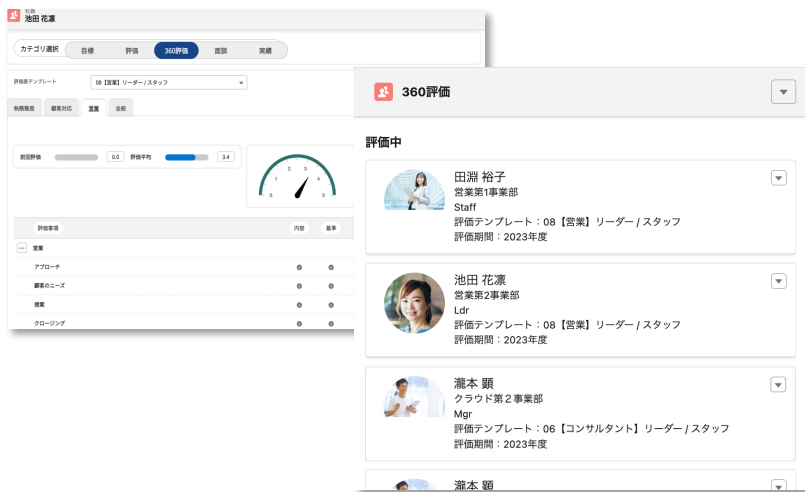 社員
池田 花凛
カテゴリ選択
目標
評価
360評価
面談
実績
評価表テンプレート
08【営業】リーダー / スタッフ
執務態度
顧客対応
営業
全般
前回評価
0.0
評価平均
3.4
0
1
2
3
4
5
評価事項
内容
基準
営業
アプローチ
顧客のニーズ
提案
クロージング
360評価
評価中
田淵 裕子
営業第1事業部
Staff
評価テンプレート：08【営業】リーダー / スタッフ
評価期間：2023年度
池田 花凛
営業第2事業部
Ldr
評価テンプレート：08【営業】リーダー / スタッフ
評価期間：2023年度
瀧本 顕
クラウド第２事業部
Mgr
評価テンプレート：06【コンサルタント】リーダー / スタッフ
評価期間：2023年度
瀧本 顕